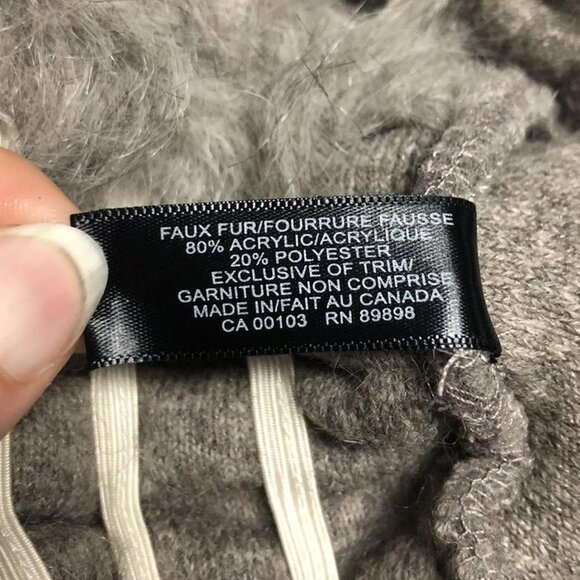 FAUX FUR/FOURRURE FAUSSE
80% ACRYLIC/ACRYLIQUE
20% POLYESTER
EXCLUSIVE OF TRIM/
GARNITURE NON COMPRISE
MADE IN/FAIT AU CANADA
CA 00103 RN 89898